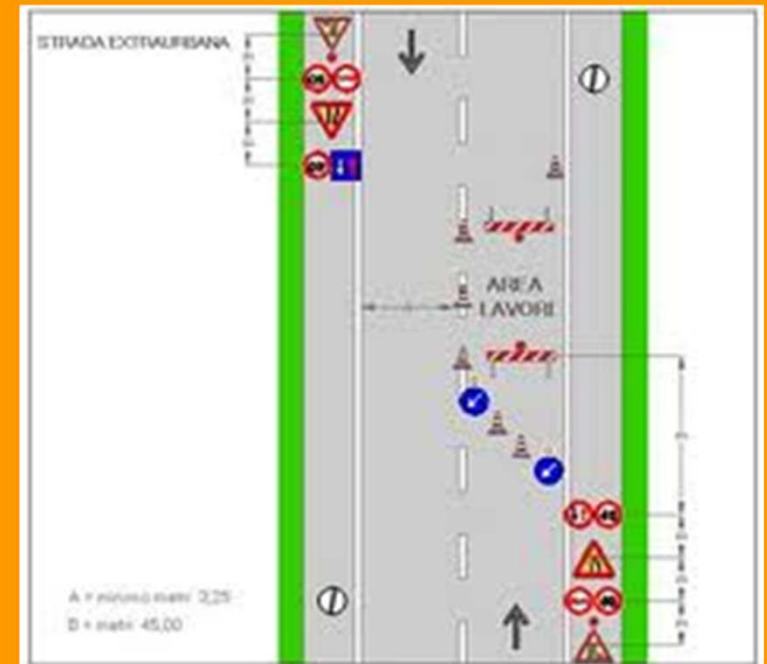 STRADA EXTRAURBANA
AREA
LAVORI
A = minimo metri 3,25
B = metri 45,00